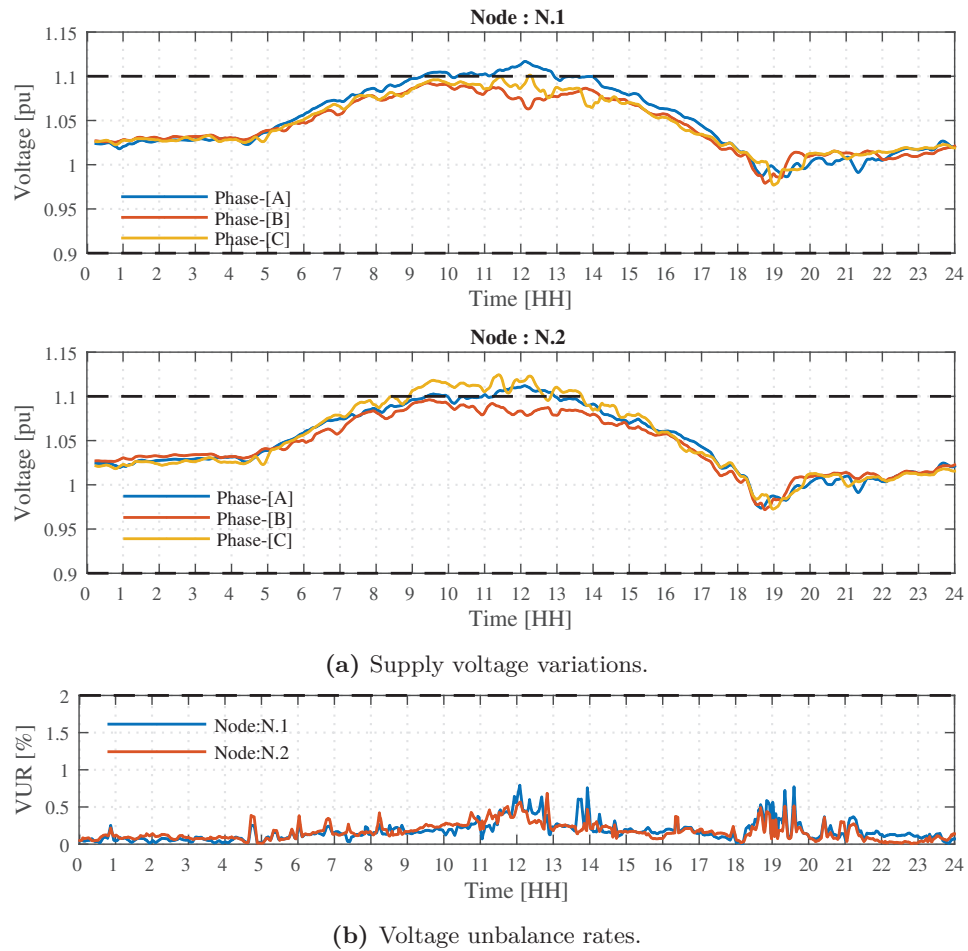 Node : N.1
1.15
1.1
1.05
1
0.95
0.9
Voltage [pu]
Phase-[A]
Phase-[B]
Phase-[C]
0 1 2 3 4 5 6 7 8 9 10 11 12 13 14 15 16 17 18 19 20 21 22 23 24
Time [HH]
Node : N.2
1.15
1.1
1.05
1
0.95
0.9
Voltage [pu]
Phase-[A]
Phase-[B]
Phase-[C]
0 1 2 3 4 5 6 7 8 9 10 11 12 13 14 15 16 17 18 19 20 21 22 23 24
Time [HH]
(a) Supply voltage variations.
2
1.5
1
0.5
0
VUR [%]
Node:N.1
Node:N.2
0 1 2 3 4 5 6 7 8 9 10 11 12 13 14 15 16 17 18 19 20 21 22 23 24
Time [HH]
(b) Voltage unbalance rates.